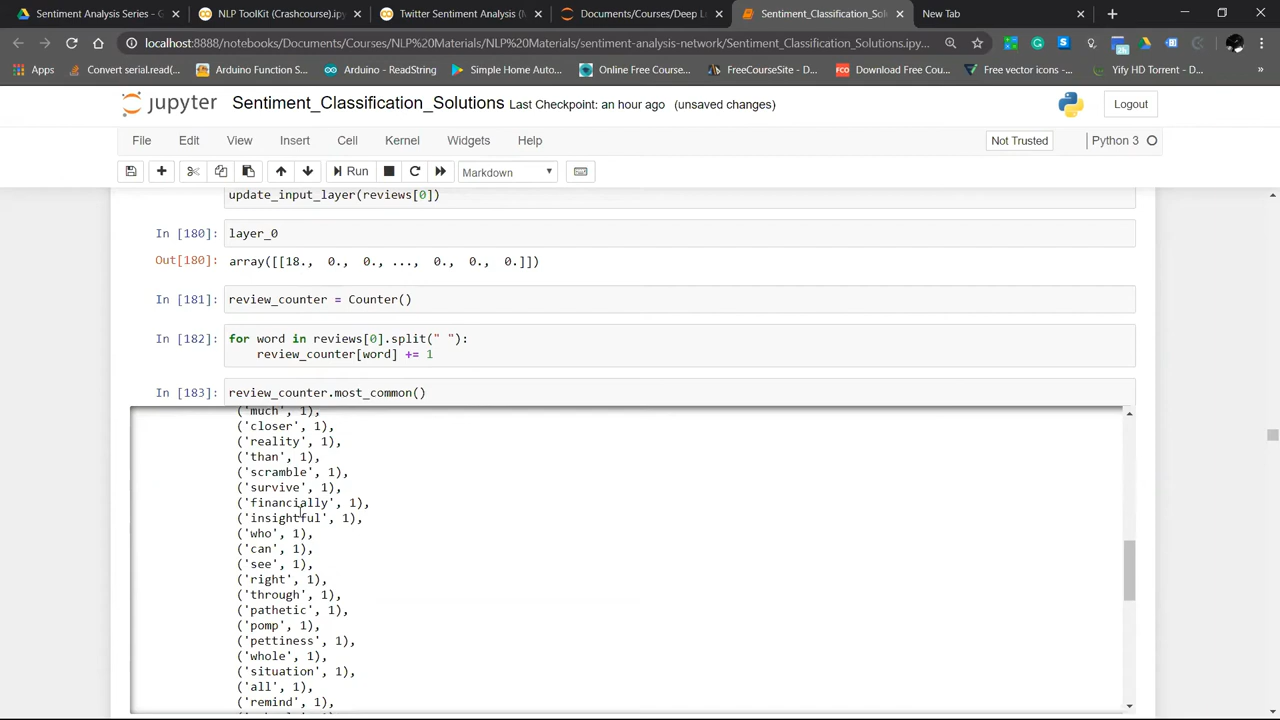 Sentiment Analysis Series - G
NLP ToolKit (Crashcourse).ipy
Twitter Sentiment Analysis (M
Documents/Courses/Deep L
Sentiment_Classification_Solu
New Tab
localhost:8888/notebooks/Documents/Courses/NLP%20Materials/NLP%20Materials/sentiment-analysis-network/Sentiment_Classification_Solutions.ipy...
Apps
Convert serial.read(...
Arduino Function S...
Arduino - ReadString
Simple Home Auto...
Online Free Course...
FreeCourseSite - D...
FCO
Download Free Cou...
Free vector icons -...
Yify HD Torrent - D...
»
jupyter
Sentiment_Classification_Solutions
Last Checkpoint: an hour ago
(unsaved changes)
Logout
File
Edit
View
Insert
Cell
Kernel
Widgets
Help
Not Trusted
Python 3
Run
Markdown
update_input_layer(reviews[0])
In [180]:
layer_0
Out[180]:
array([[18., 0., 0., ..., 0., 0., 0.]])
In [181]:
review_counter = Counter()
In [182]:
for word in reviews[0].split(" "):
review_counter[word] += 1
In [183]:
review_counter.most_common()
('much', 1),
('closer', 1),
('reality', 1),
('than', 1),
('scramble', 1),
('survive', 1),
('financially', 1),
('insightful', 1),
('who', 1),
('can', 1),
('see', 1),
('right', 1),
('through', 1),
('pathetic', 1),
('pomp', 1),
('pettiness', 1),
('whole', 1),
('situation', 1),
('all', 1),
('remind', 1),